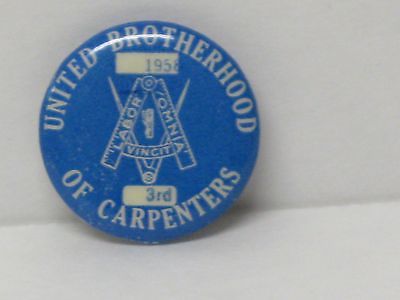 UNITED BROTHERHOOD
1958
LABOR OMNIA
VINCIT
3rd
OF CARPENTERS